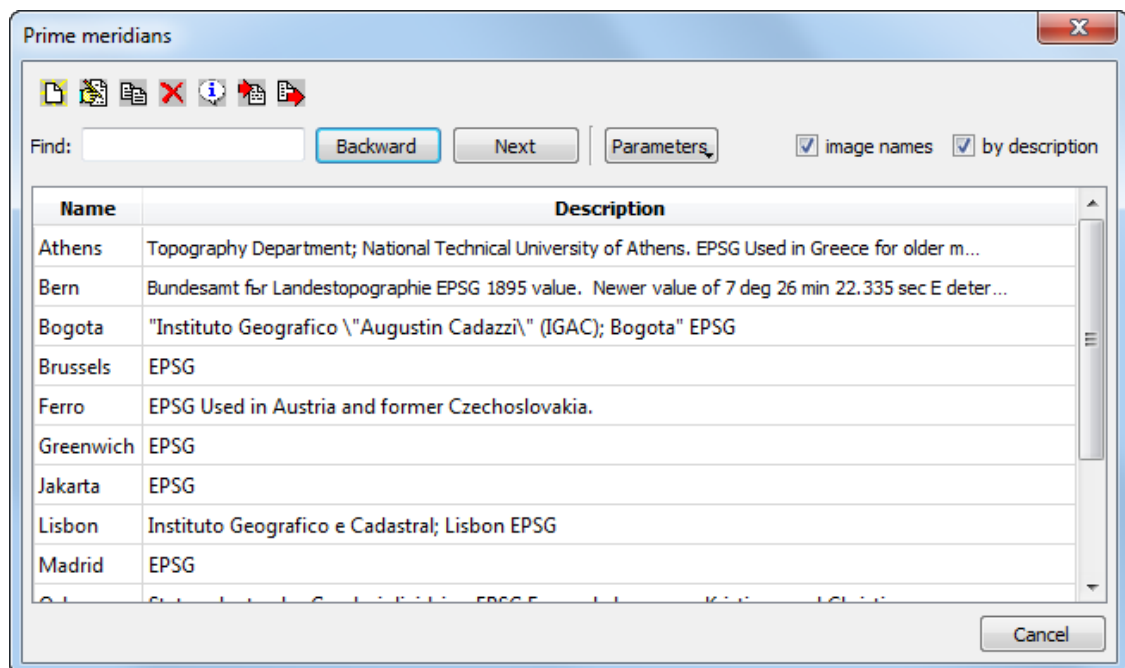 Prime meridians
Find: Backward Next Parameters image names by description
Name Description
Athens Topography Department; National Technical University of Athens. EPSG Used in Greece for older m...
Bern Bundesamt fьr Landestopographie EPSG 1895 value.  Newer value of 7 deg 26 min 22.335 sec E deter...
Bogota "Instituto Geografico \"Augustin Cadazzi\" (IGAC); Bogota" EPSG
Brussels EPSG
Ferro EPSG Used in Austria and former Czechoslovakia.
Greenwich EPSG
Jakarta EPSG
Lisbon Instituto Geografico e Cadastral; Lisbon EPSG
Madrid EPSG
Cancel